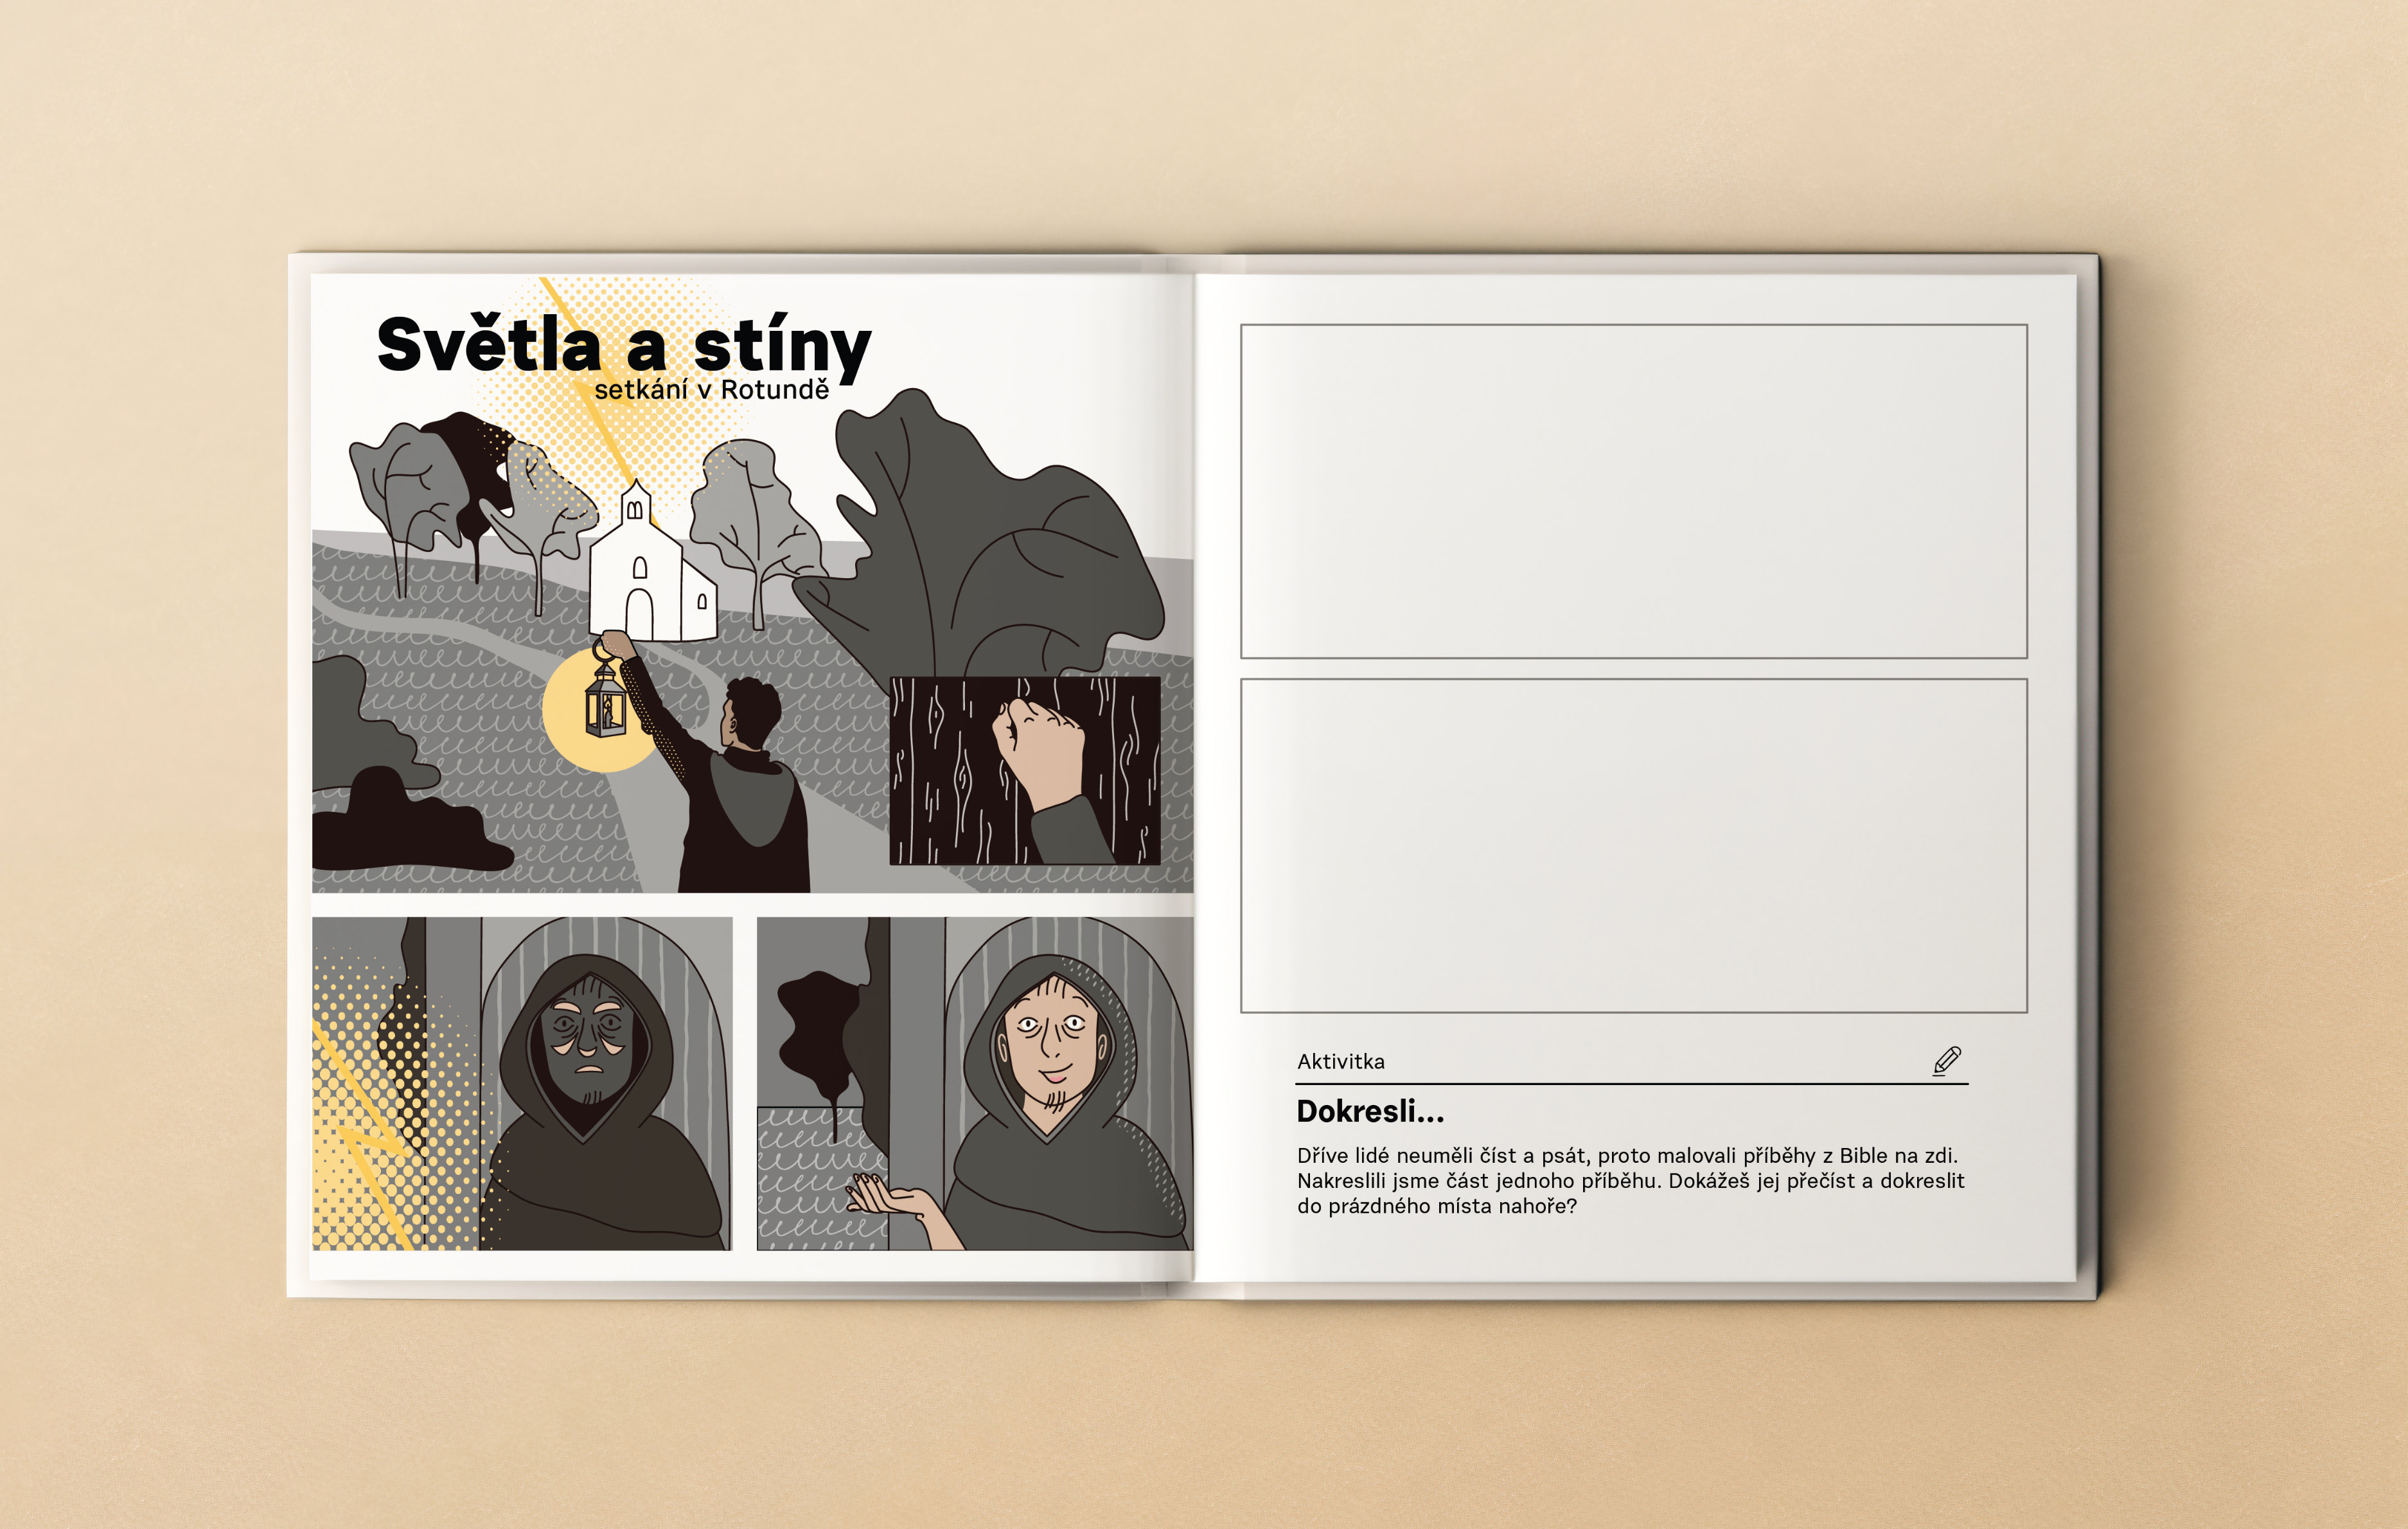 Světla a stíny
setkání v Rotundě
Aktivitka
Dokresli...
Dříve lidé neuměli číst a psát, proto malovali příběhy z Bible na zdi.
Nakreslili jsme část jednoho příběhu. Dokážeš jej přečíst a dokreslit
do prázdného místa nahoře?